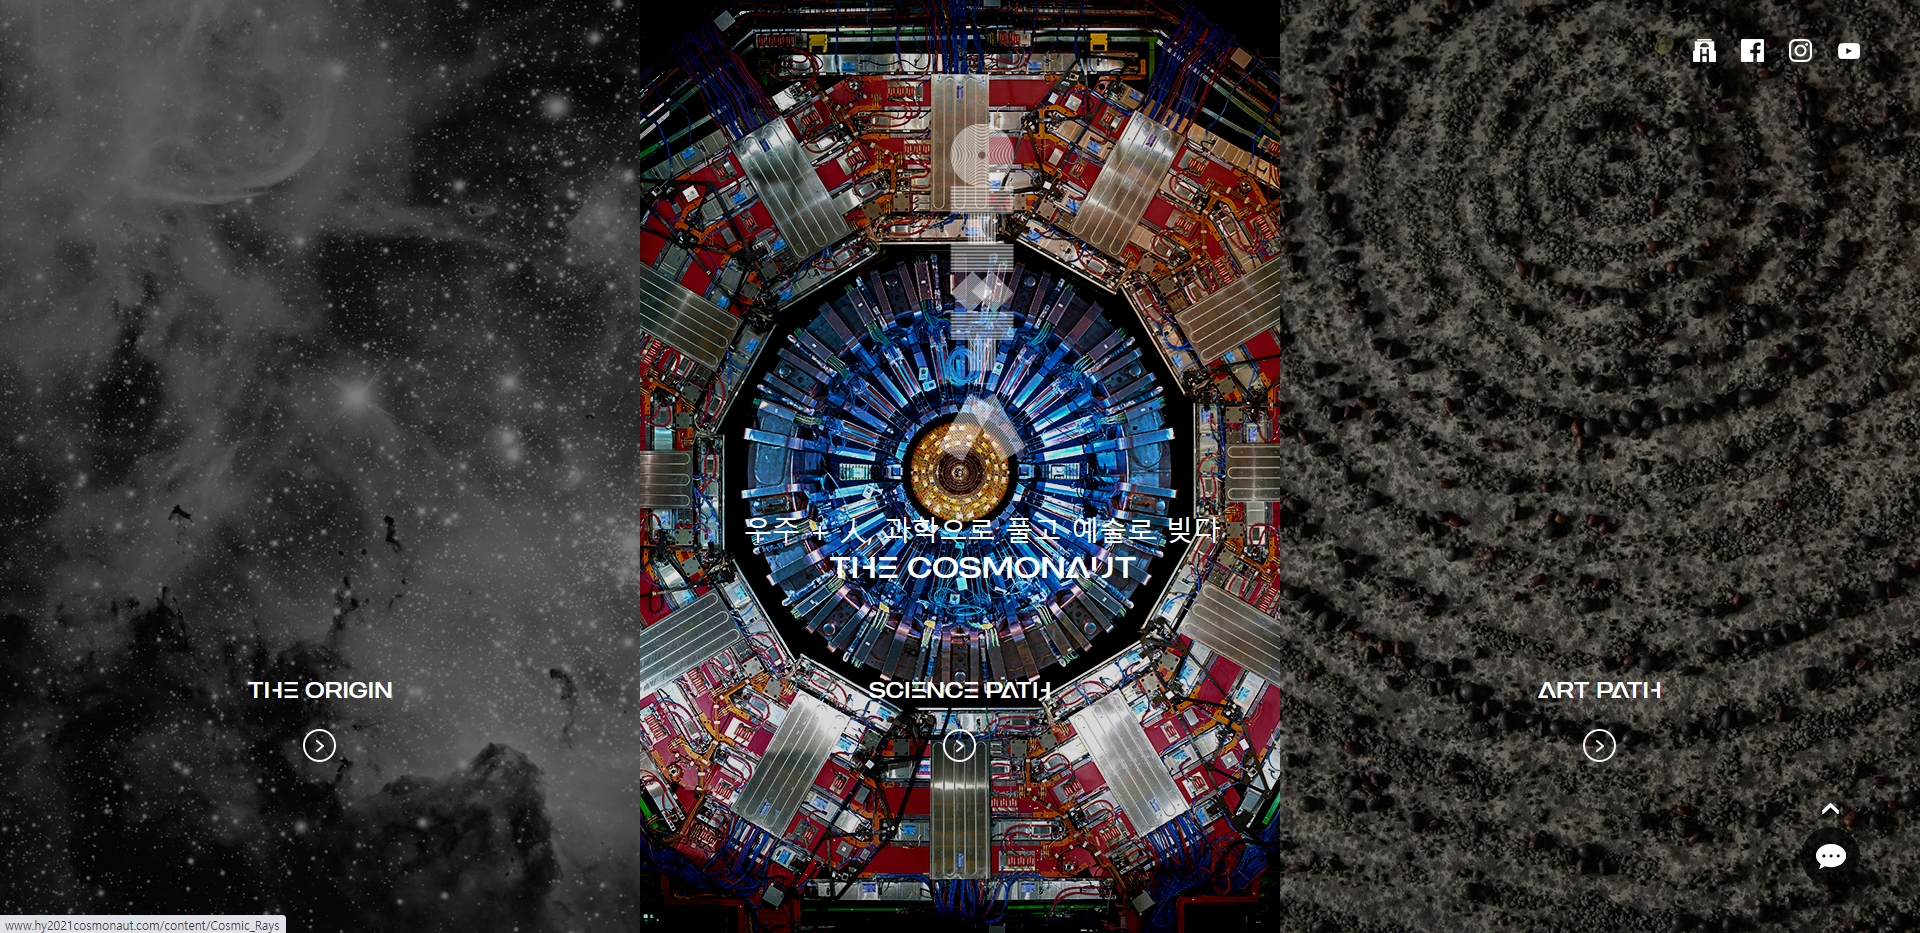 우주 + 人, 과학으로 풀고 예술로 빚다
THE COSMONAUT
THE ORIGIN
SCIENCE PATH
ART PATH
www.hy2021cosmonaut.com/content/Cosmic_Rays